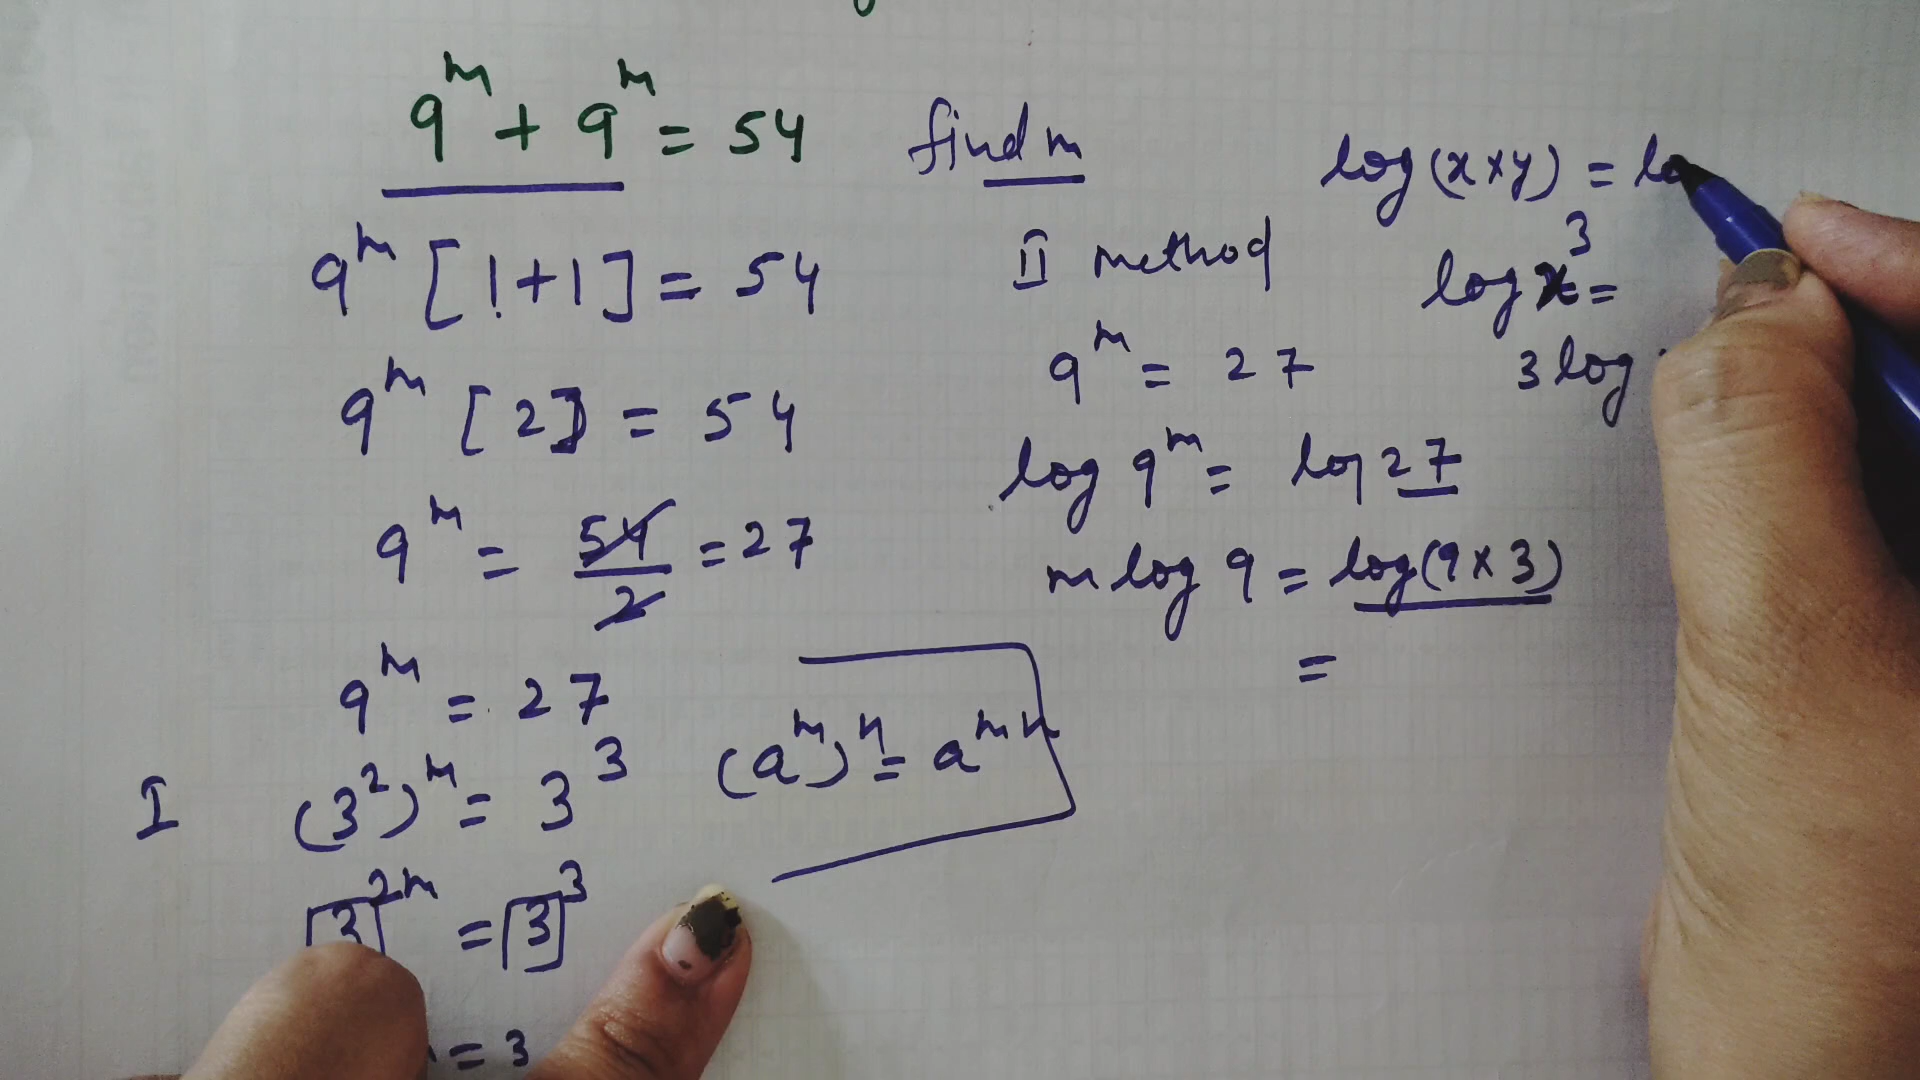 9^m + 9^m = 54 find m
9^m [1+1] = 54
9^m [2] = 54
9^m = 54/2 = 27
9^m = 27
I (3^2)^m = 3^3
(a^m)^n = a^mn
[3]^2m = [3]^3
= 3
II method
9^m = 27
log 9^m = log 27
m log 9 = log(9×3)
=
log(x×y) = lo
log x^3 =
3 log